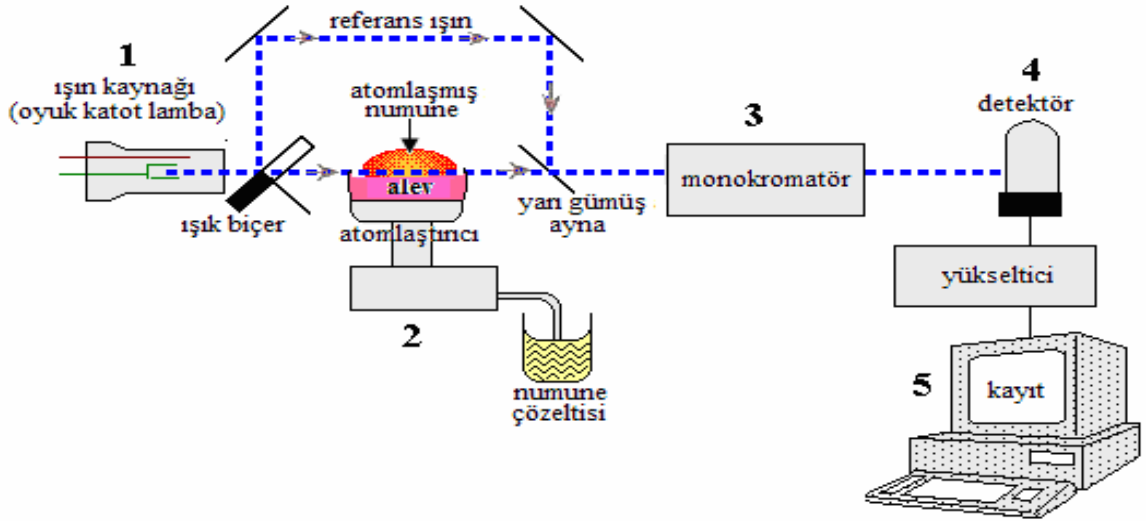 referans ışın
1
ışın kaynağı
(oyuk katot lamba)
atomlaşmış
numune
4
detektör
3
alev
monokromatör
ışık biçer
atomlaştırıcı
yarı gümüş
ayna
yükseltici
2
5
kayıt
numune
çözeltisi